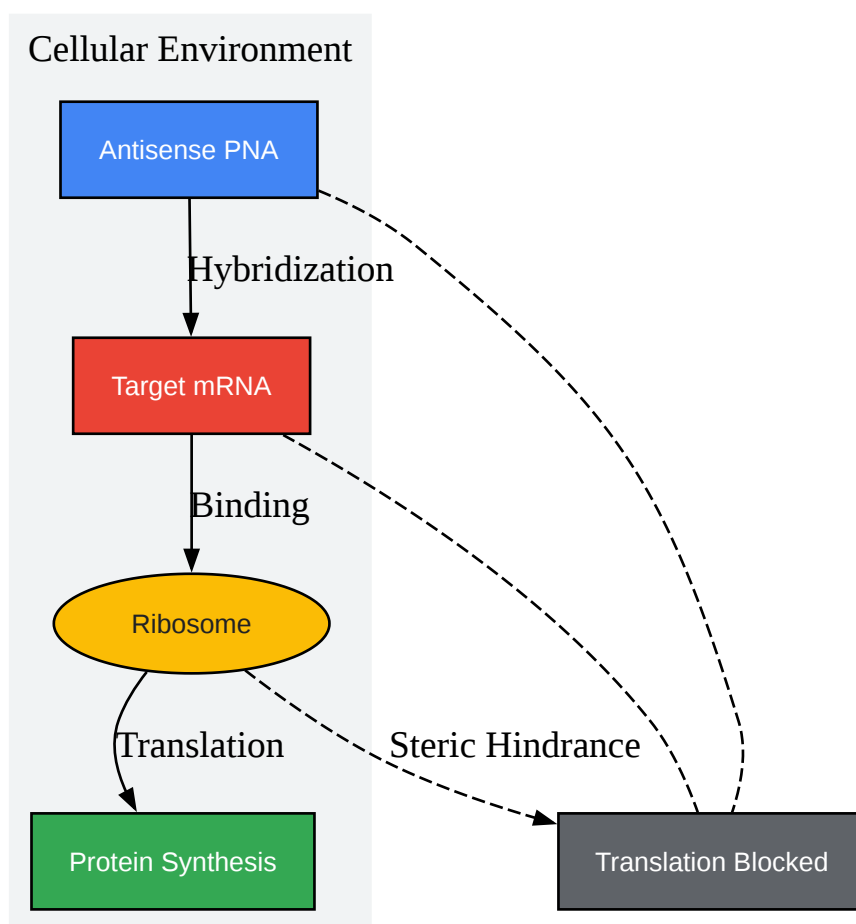 Cellular Environment
Antisense PNA
Hybridization
Target mRNA
Binding
Ribosome
Translation
Steric Hindrance
Protein Synthesis
Translation Blocked